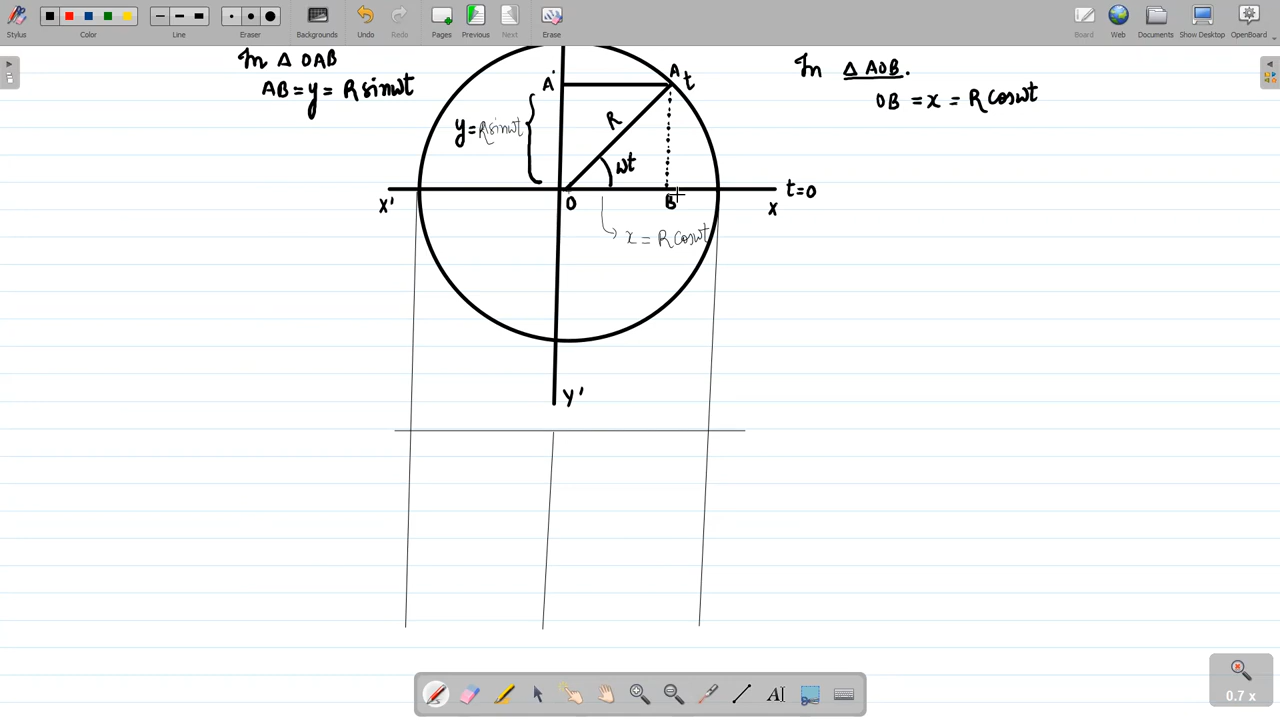 Stylus
Color
Line
Eraser
Backgrounds
Undo
Redo
Pages
Previous
Next
Erase
Board
Web
Documents
Show Desktop
OpenBoard
In Δ OAB
AB = y = R sinωt
In Δ AOB.
OB = x = R cosωt
A'
A
t
R
y = R sinωt
ωt
t=0
X'
O
B
X
x = R cosωt
Y'
0.7 x